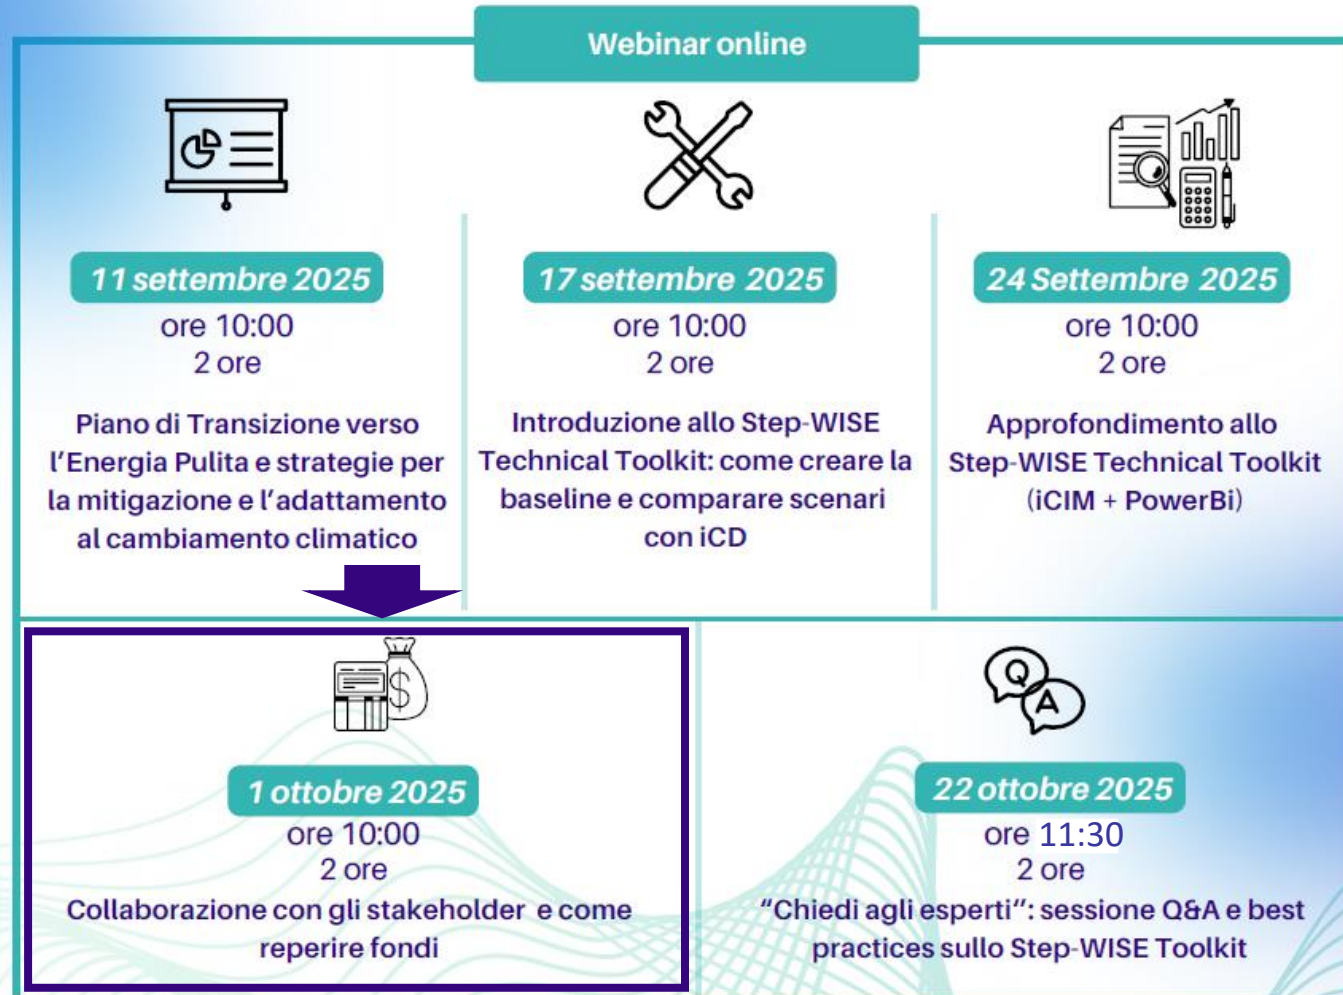 Webinar online
11 settembre 2025
ore 10:00
2 ore
Piano di Transizione verso
l'Energia Pulita e strategie per
la mitigazione e l'adattamento
al cambiamento climatico
17 settembre 2025
ore 10:00
2 ore
Introduzione allo Step-WISE
Technical Toolkit: come creare la
baseline e comparare scenari
con iCD
24 Settembre 2025
ore 10:00
2 ore
Approfondimento allo
Step-WISE Technical Toolkit
(iCIM + PowerBi)
$
1 ottobre 2025
ore 10:00
2 ore
Collaborazione con gli stakeholder e come
reperire fondi
Q
A
22 ottobre 2025
ore 11:30
2 ore
“Chiedi agli esperti”: sessione Q&A e best
practices sullo Step-WISE Toolkit